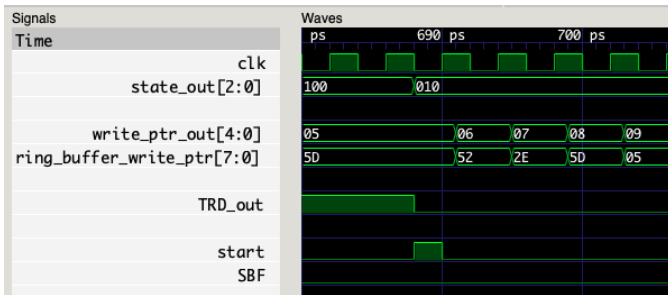 Signals Waves
Time ps 690 ps 700 ps
clk
state_out[2:0] 100 010
write_ptr_out[4:0] 05 06 07 08 09
ring_buffer_write_ptr[7:0] 5D 52 2E 5D 05
TRD_out
start
SBF